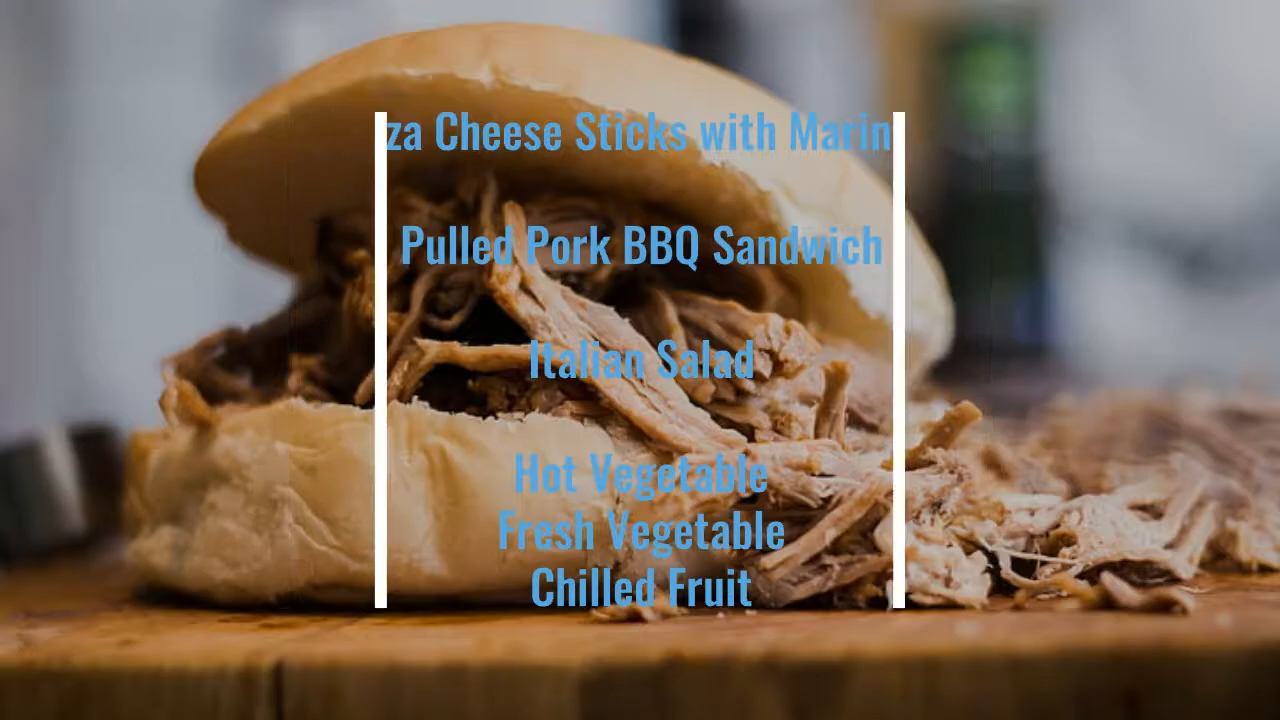 za Cheese Sticks with Marin
Pulled Pork BBQ Sandwich
Italian Salad
Hot Vegetable
Fresh Vegetable
Chilled Fruit